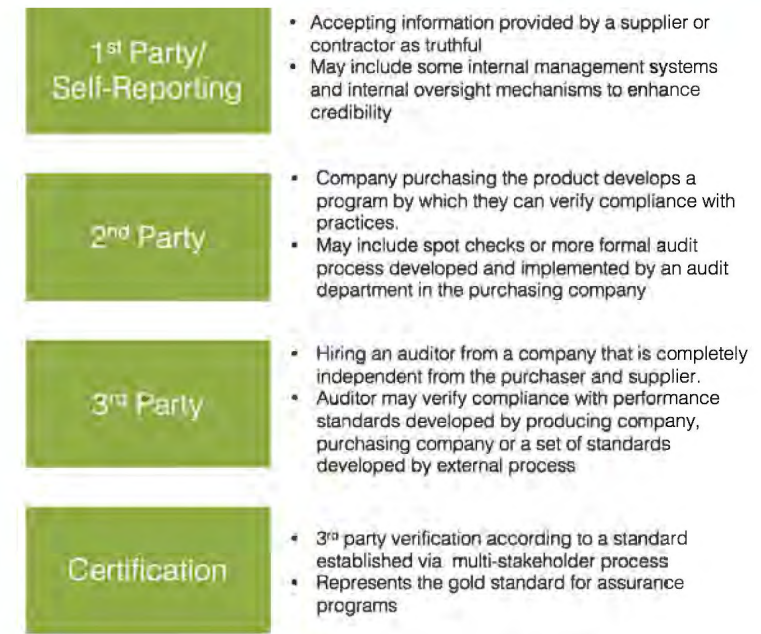 1st Party/
Self-Reporting
• Accepting information provided by a supplier or
contractor as truthful
• May include some internal management systems
and internal oversight mechanisms to enhance
credibility
2nd Party
• Company purchasing the product develops a
program by which they can verify compliance with
practices.
• May include spot checks or more formal audit
process developed and implemented by an audit
department in the purchasing company
3rd Party
• Hiring an auditor from a company that is completely
independent from the purchaser and supplier.
• Auditor may verify compliance with performance
standards developed by producing company,
purchasing company or a set of standards
developed by external process
Certification
• 3rd party verification according to a standard
established via multi-stakeholder process
• Represents the gold standard for assurance
programs